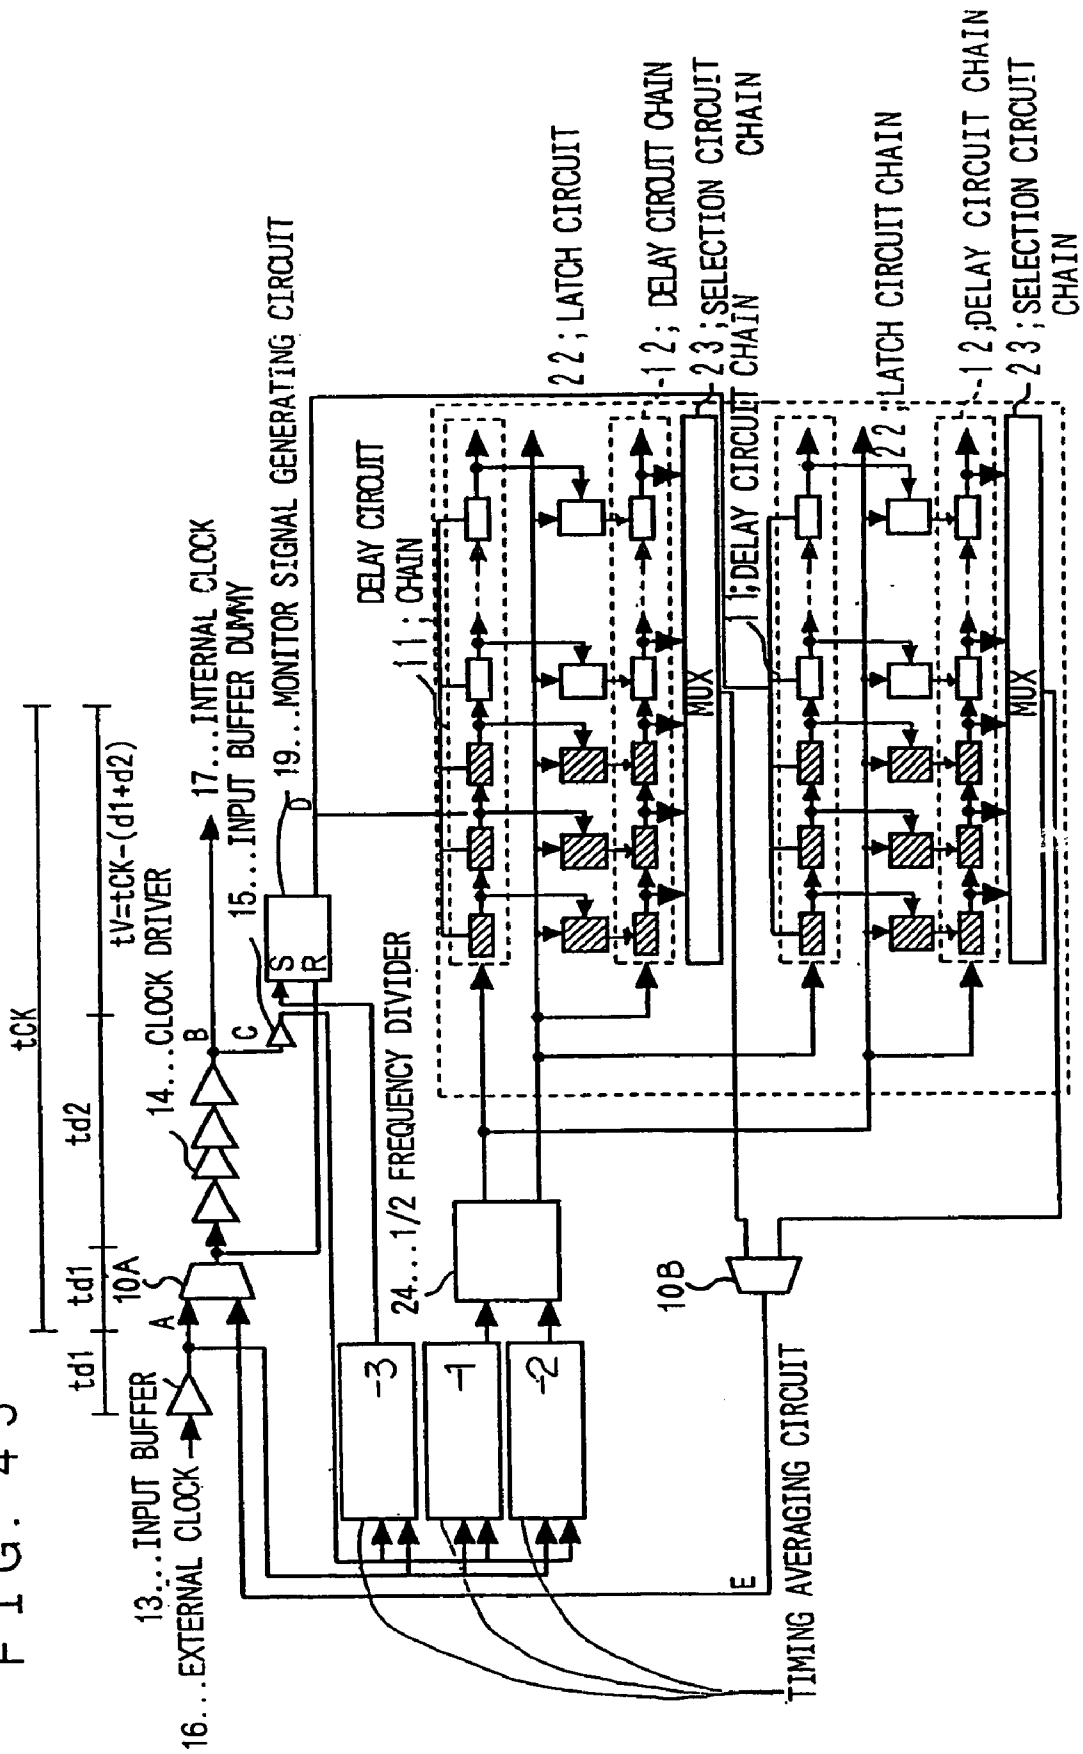 FIG. 43
tCK
td1
td1
td2
tV=tCK-(d1+d2)
13...INPUT BUFFER
16...EXTERNAL CLOCK
A
10A
14...CLOCK DRIVER
B
C
17...INTERNAL CLOCK
15...INPUT BUFFER DUMMY
19...MONITOR SIGNAL GENERATING CIRCUIT
S
R
D
-3
-1
-2
24...1/2 FREQUENCY DIVIDER
TIMING AVERAGING CIRCUIT
E
10B
11; DELAY CIRCUIT
CHAIN
22; LATCH CIRCUIT
12; DELAY CIRCUIT CHAIN
MUX
23; SELECTION CIRCUIT
CHAIN
11; DELAY CIRCUIT CHAIN
22; LATCH CIRCUIT CHAIN
12; DELAY CIRCUIT CHAIN
MUX
23; SELECTION CIRCUIT
CHAIN